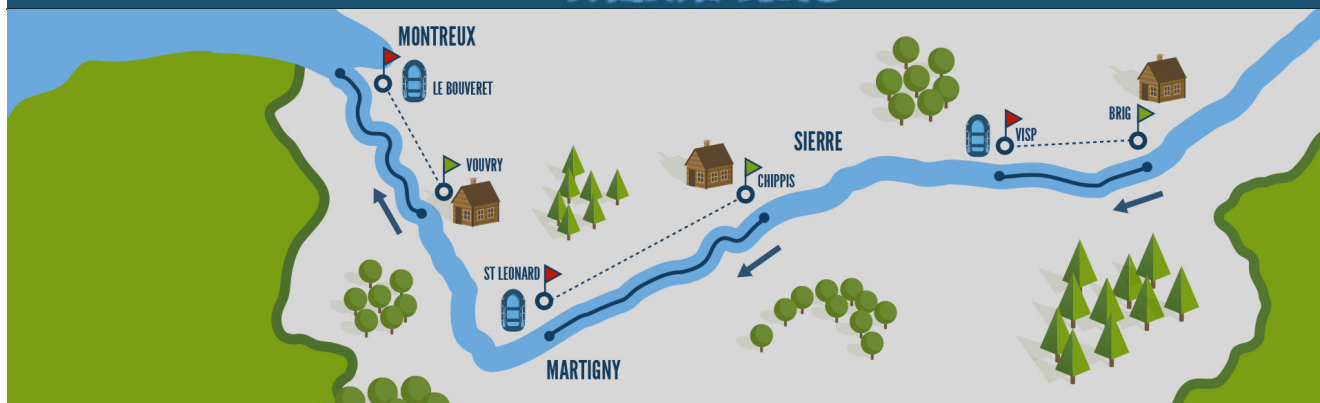 MONTREUX
LE BOUVERET
VOUVRY
ST LEONARD
MARTIGNY
CHIPPIS
SIERRE
VISP
BRIG